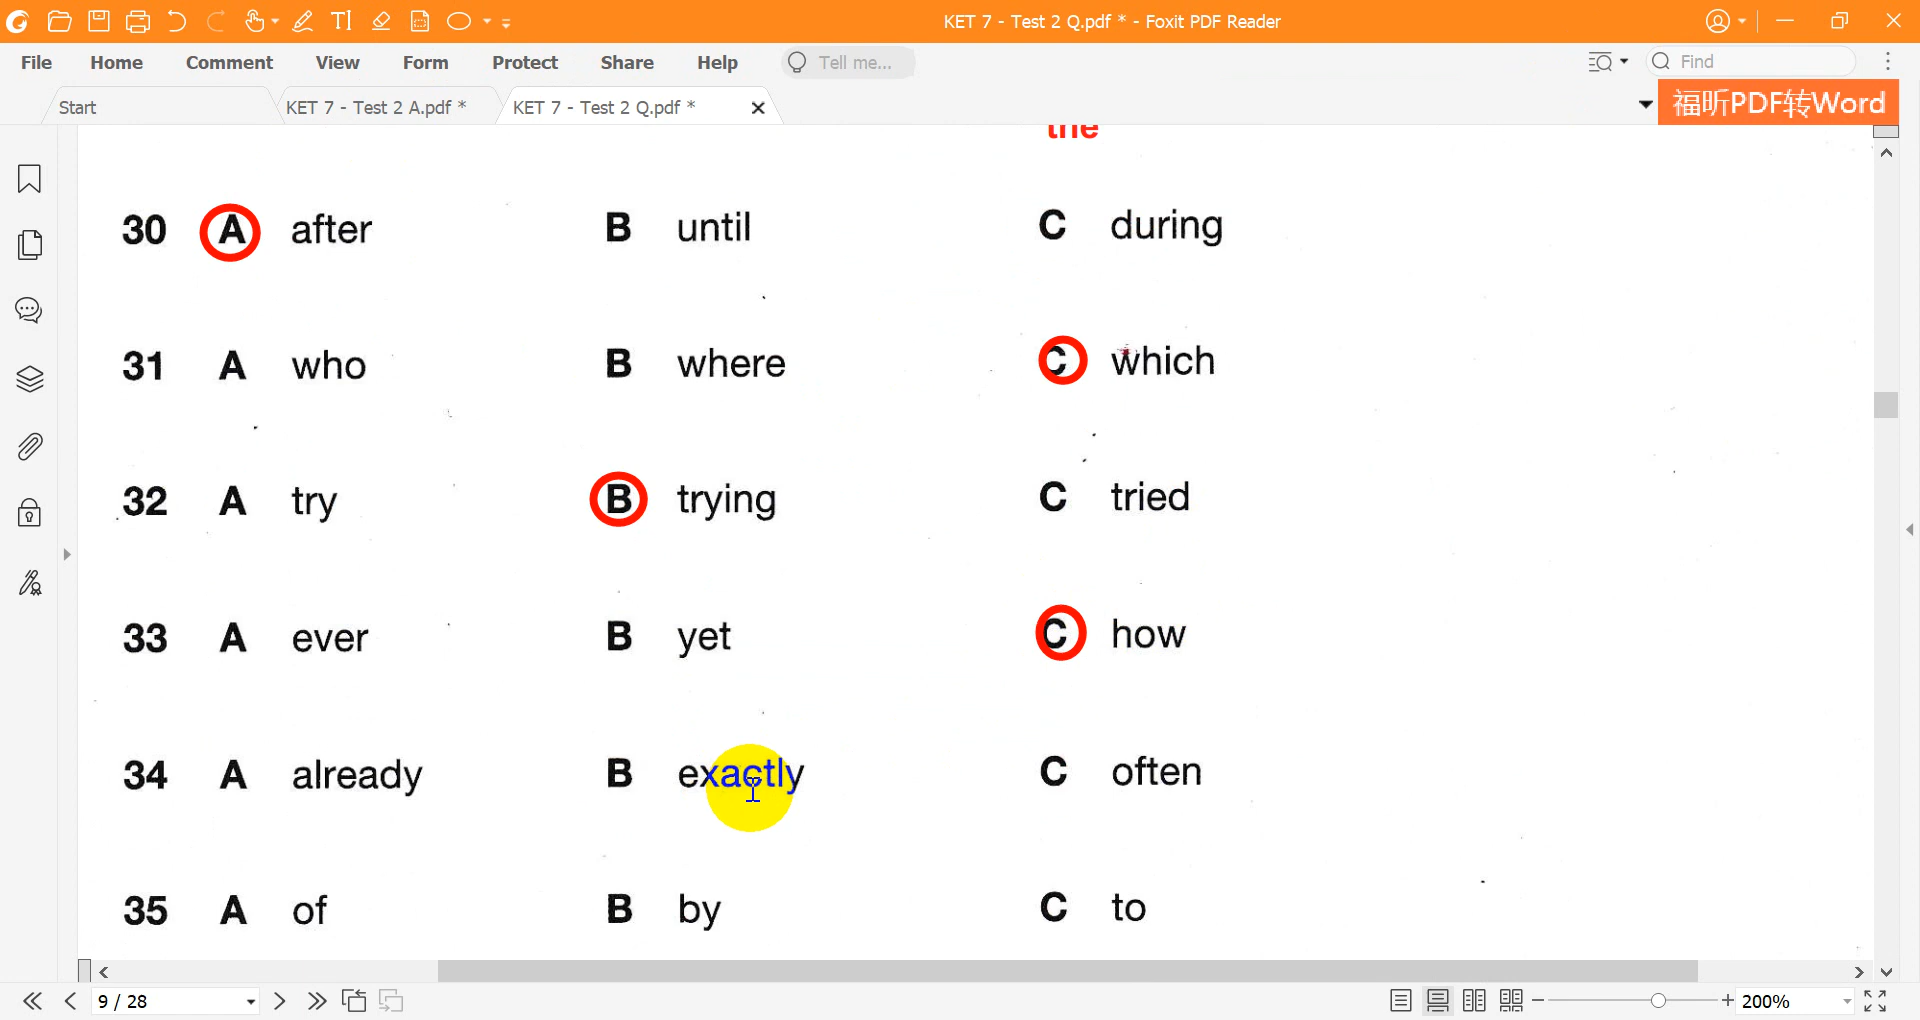 KET 7 - Test 2 Q.pdf * - Foxit PDF Reader
File Home Comment View Form Protect Share Help Tell me... Find
Start KET 7 - Test 2 A.pdf * KET 7 - Test 2 Q.pdf * 福昕PDF转Word
the
30 A after B until C during
31 A who B where C which
32 A try B trying C tried
33 A ever B yet C how
34 A already B exactly C often
35 A of B by C to
9 / 28 200%